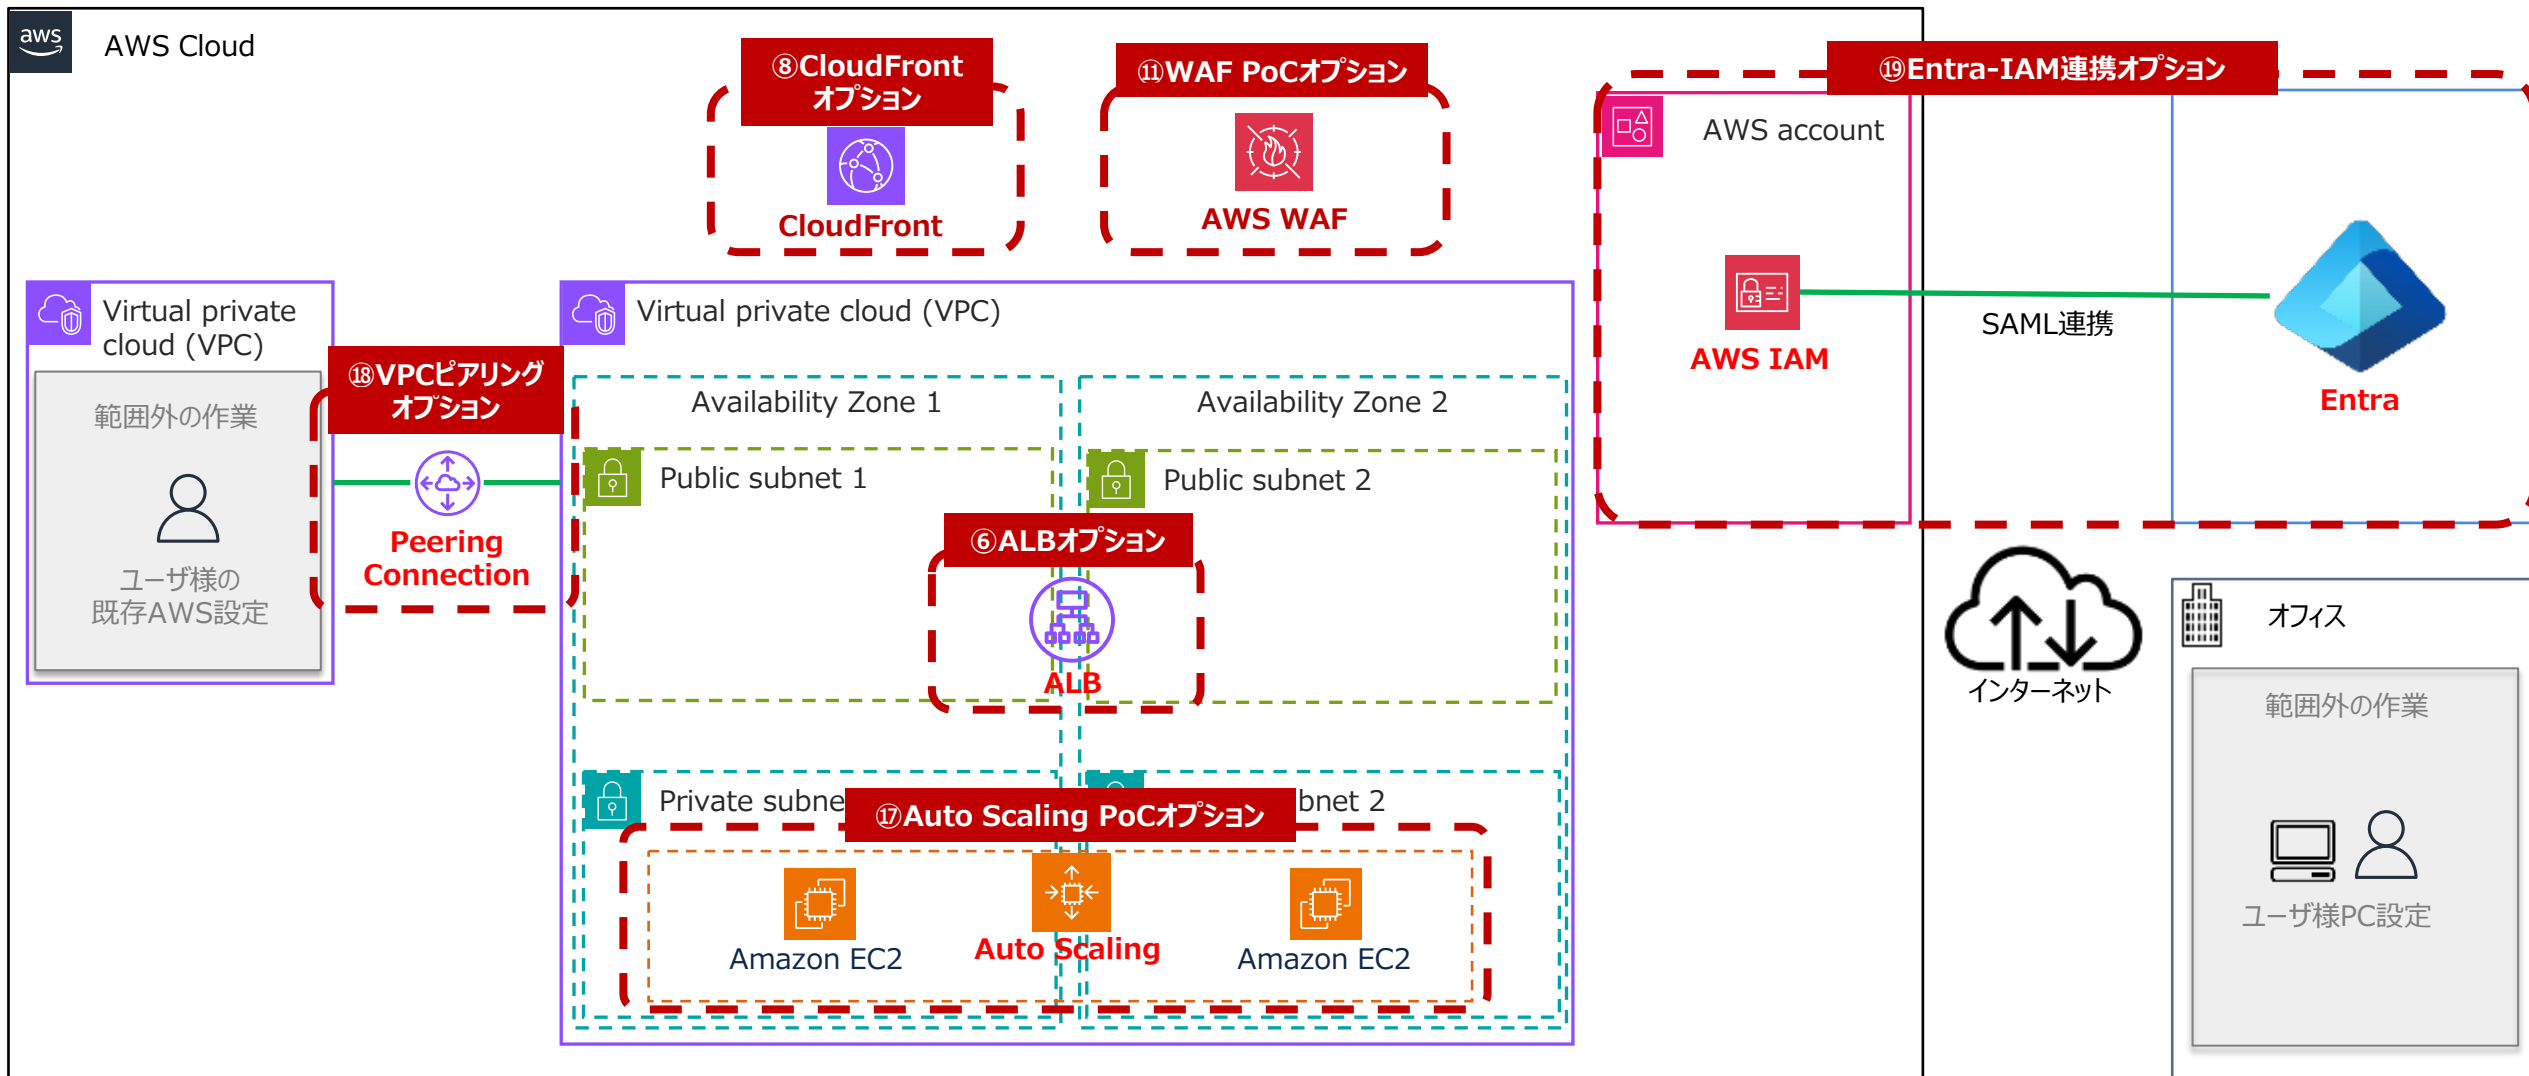 aws
AWS Cloud
⑧CloudFront
オプション
CloudFront
⑪WAF PoCオプション
AWS WAF
⑲Entra-IAM連携オプション
AWS account
AWS IAM
SAML連携
Entra
Virtual private
cloud (VPC)
範囲外の作業
ユーザ様の
既存AWS設定
⑱VPCピアリング
オプション
Peering
Connection
Virtual private cloud (VPC)
Availability Zone 1
Availability Zone 2
Public subnet 1
Public subnet 2
⑥ALBオプション
ALB
Private subne
bnet 2
⑰Auto Scaling PoCオプション
Amazon EC2
Auto Scaling
Amazon EC2
インターネット
オフィス
範囲外の作業
ユーザ様PC設定